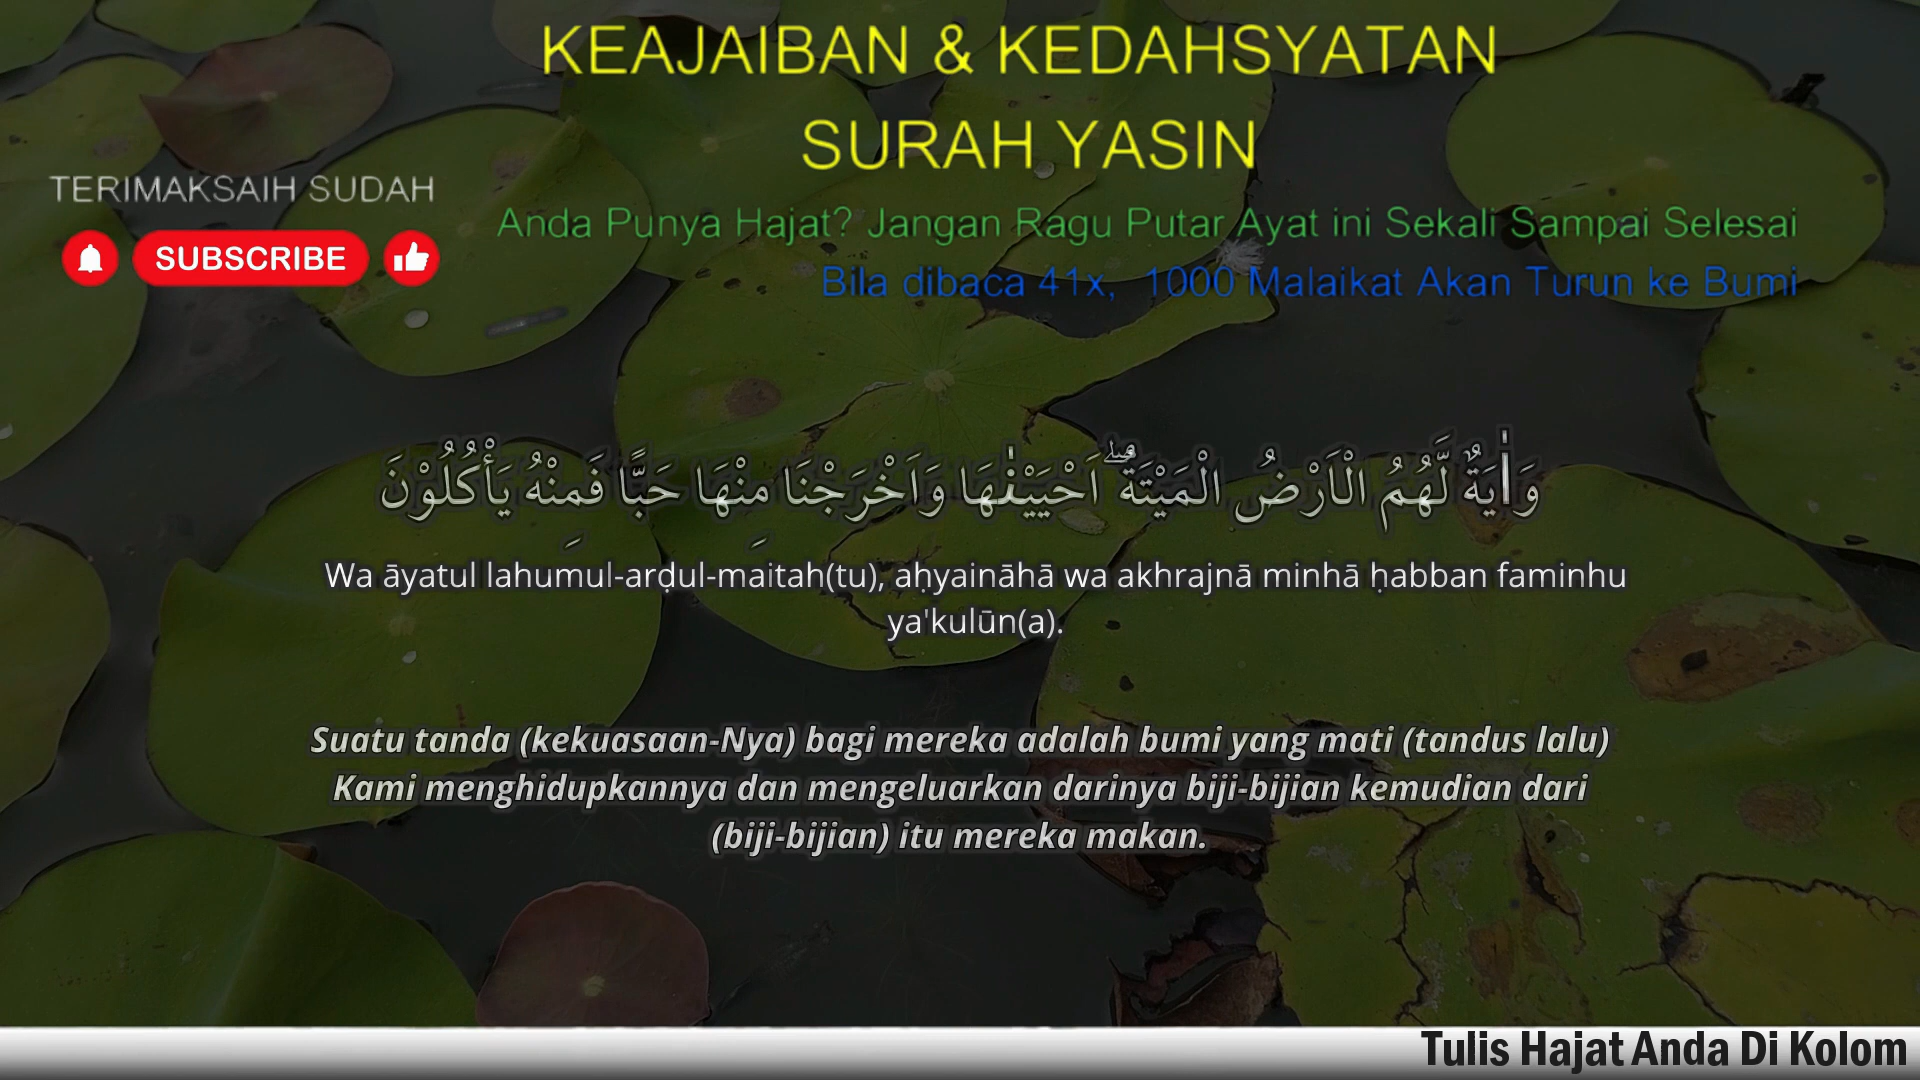 KEAJAIBAN & KEDAHSYATAN
SURAH YASIN
TERIMAKSAIH SUDAH
SUBSCRIBE
Anda Punya Hajat? Jangan Ragu Putar Ayat ini Sekali Sampai Selesai
Bila dibaca 41x, 1000 Malaikat Akan Turun ke Bumi
وَاٰيَةٌ لَّهُمُ الْاَرْضُ الْمَيْتَةُ ۖاَحْيَيْنٰهَا وَاَخْرَجْنَا مِنْهَا حَبًّا فَمِنْهُ يَأْكُلُوْنَ
Wa āyatul lahumul-arḍul-maitah(tu), aḥyaināhā wa akhrajnā minhā ḥabban faminhu
ya'kulūn(a).
Suatu tanda (kekuasaan-Nya) bagi mereka adalah bumi yang mati (tandus lalu)
Kami menghidupkannya dan mengeluarkan darinya biji-bijian kemudian dari
(biji-bijian) itu mereka makan.
Tulis Hajat Anda Di Kolom